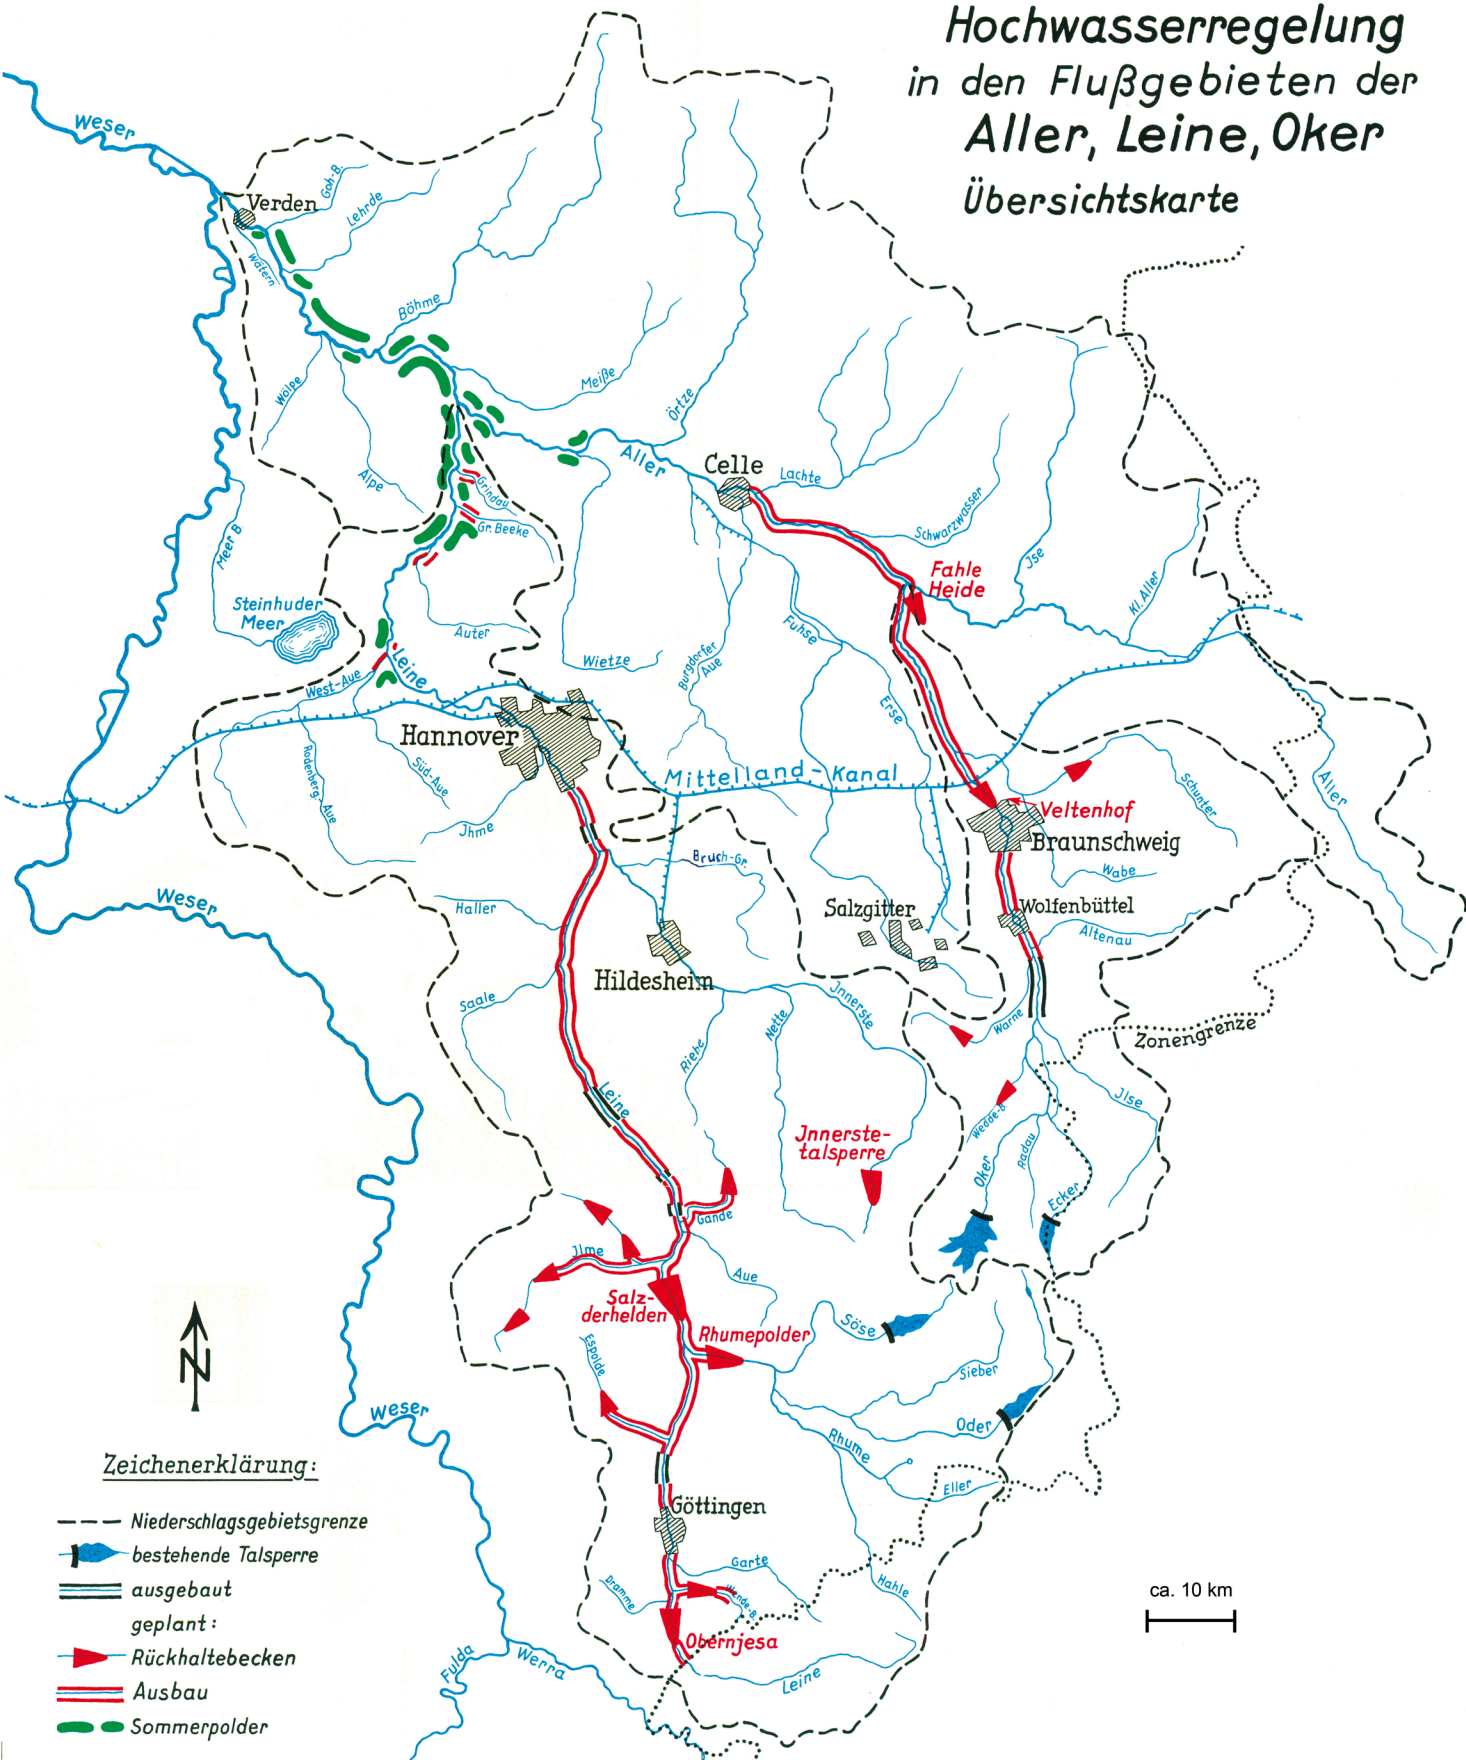 Hochwasserregelung
in den Flußgebieten der
Aller, Leine, Oker
Übersichtskarte
Weser
Verden
Goh-B.
Lehrde
Wätern
Böhme
Wölpe
Meiße
Örtze
Alpe
Aller
Celle
Lachte
Grindau
Gr. Beeke
Schwarzwasser
Meer B.
Fahle
Heide
Jse
Kl. Aller
Steinhuder
Meer
Auter
Fuhse
Wietze
Burgdorfer
Aue
Leine
West-Aue
Erse
Hannover
Rodenberg. Aue
Süd-Aue
Mittelland-Kanal
Schunter
Aller
Jhme
Veltenhof
Braunschweig
Bruch-Gr.
Wabe
Weser
Haller
Salzgitter
Wolfenbüttel
Altenau
Hildesheim
Saale
Jnnerste
Nette
Warne
Zonengrenze
Riehe
Leine
Wedde-B.
Jlse
Jnnerste-
talsperre
Oker
Radau
Ecker
Gande
Jlme
Aue
Salz-
derhelden
Rhumepolder
Söse
Espolde
Sieber
Weser
Oder
Rhume
Eller
Zeichenerklärung:
Göttingen
Niederschlagsgebietsgrenze
bestehende Talsperre
Garte
ausgebaut
Dramme
Wende-B.
Hahle
ca. 10 km
geplant:
Obernjesa
Rückhaltebecken
Fulda
Werra
Leine
Ausbau
Sommerpolder
N